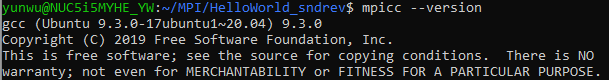 yunwu@NUC5i5MYHE_YW:~/MPI/HelloWorld_sndrev$ mpicc --version
gcc (Ubuntu 9.3.0-17ubuntu1~20.04) 9.3.0
Copyright (C) 2019 Free Software Foundation, Inc.
This is free software; see the source for copying conditions.  There is NO
warranty; not even for MERCHANTABILITY or FITNESS FOR A PARTICULAR PURPOSE.